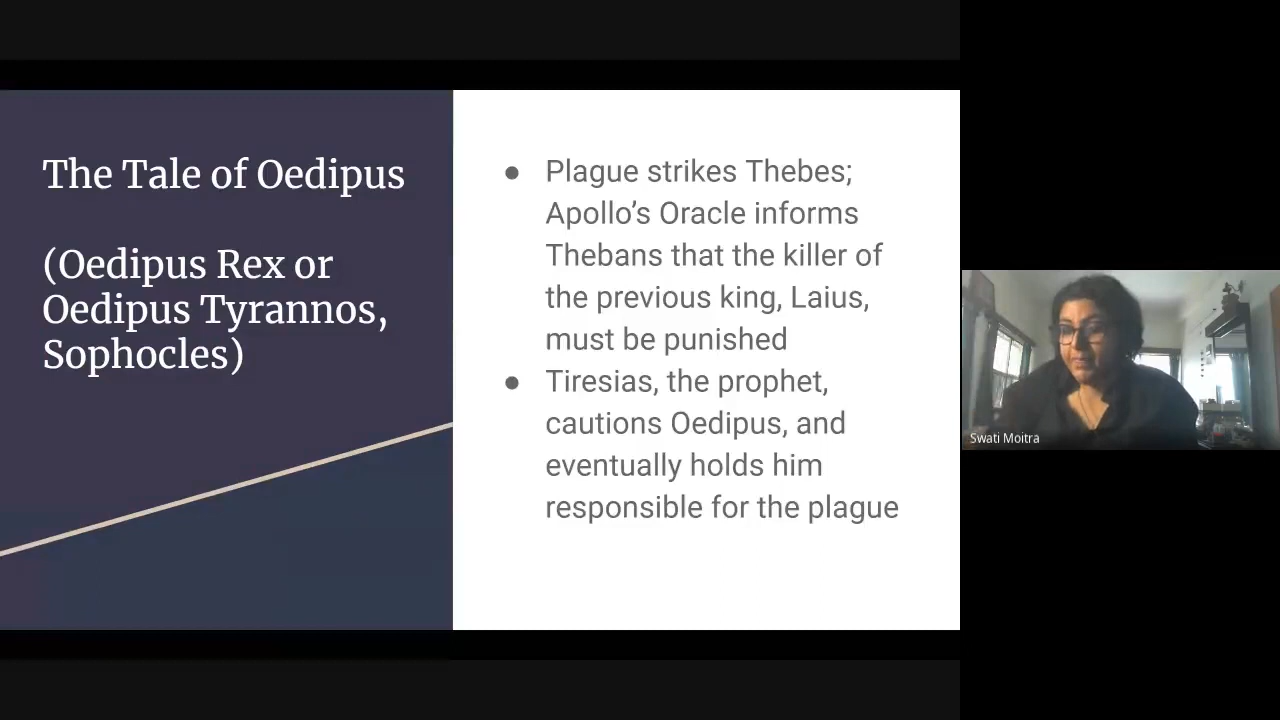 The Tale of Oedipus
(Oedipus Rex or
Oedipus Tyrannos,
Sophocles)
● Plague strikes Thebes;
Apollo’s Oracle informs
Thebans that the killer of
the previous king, Laius,
must be punished
● Tiresias, the prophet,
cautions Oedipus, and
eventually holds him
responsible for the plague
Swati Moitra